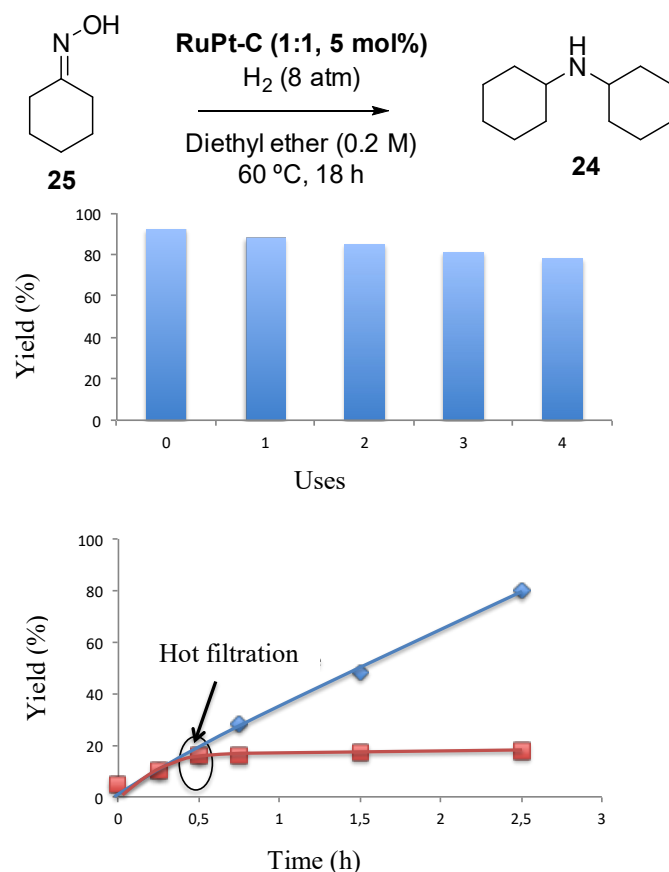 N
OH
25
RuPt-C (1:1, 5 mol%)
H₂ (8 atm)
Diethyl ether (0.2 M)
60 ºC, 18 h
H
N
24
100
80
60
40
20
0
Yield (%)
0 1 2 3 4
Uses
100
80
60
40
20
0
Yield (%)
Hot filtration
0 0,5 1 1,5 2 2,5 3
Time (h)